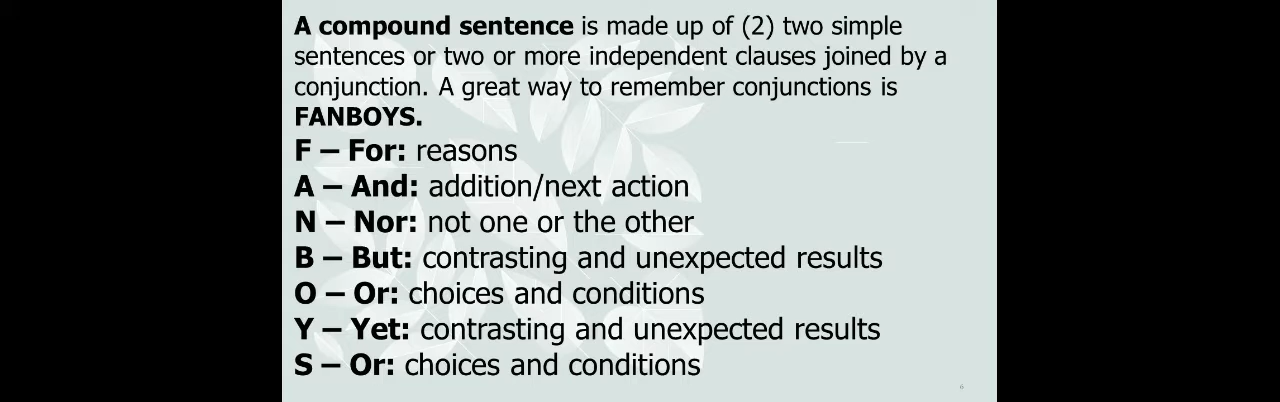 A compound sentence is made up of (2) two simple
sentences or two or more independent clauses joined by a
conjunction. A great way to remember conjunctions is
FANBOYS.
F – For: reasons
A – And: addition/next action
N – Nor: not one or the other
B – But: contrasting and unexpected results
O – Or: choices and conditions
Y – Yet: contrasting and unexpected results
S – Or: choices and conditions